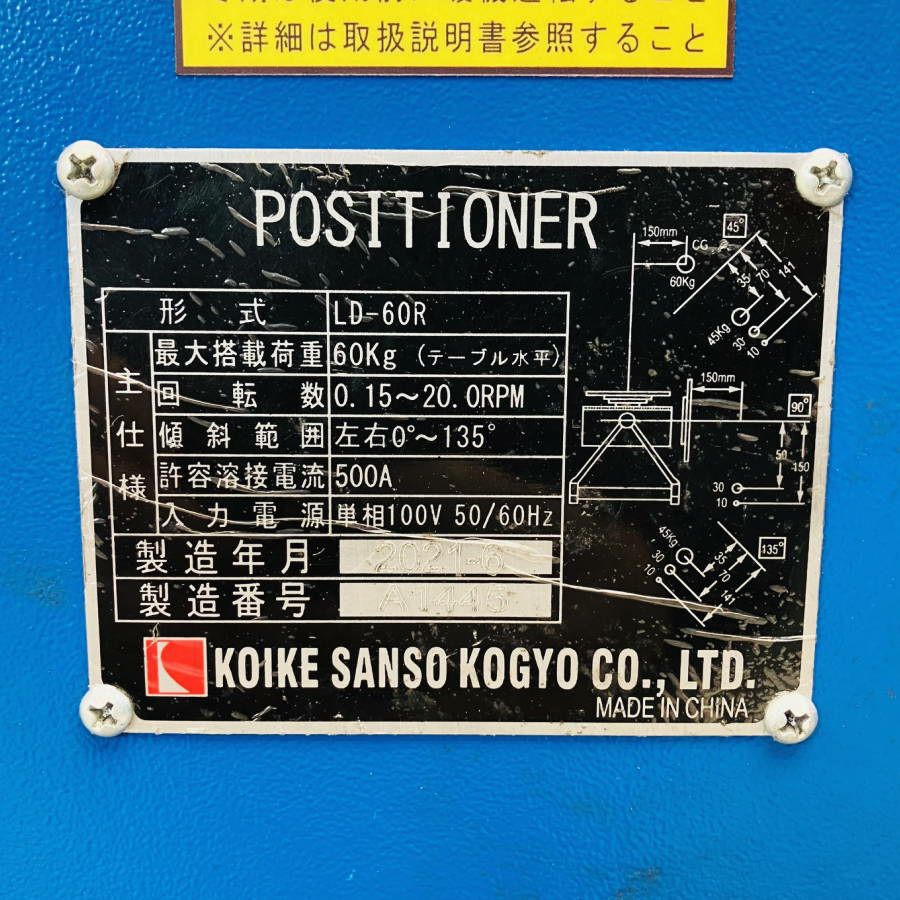 ※詳細は取扱説明書参照すること
POSITIONER
形 式 LD-60R
主仕様
最大搭載荷重 60Kg (テーブル水平)
回転数 0.15～20.0RPM
傾斜範囲 左右0°～135°
許容溶接電流 500A
入力電源 単相100V 50/60Hz
製造年月 2021-6
製造番号 A1445
150mm
CG
60Kg
45°
35
70
141
45Kg
30
10
150mm
90°
50
150
30
10
45Kg
30
10
35
70
141
135°
KOIKE SANSO KOGYO CO., LTD.
MADE IN CHINA